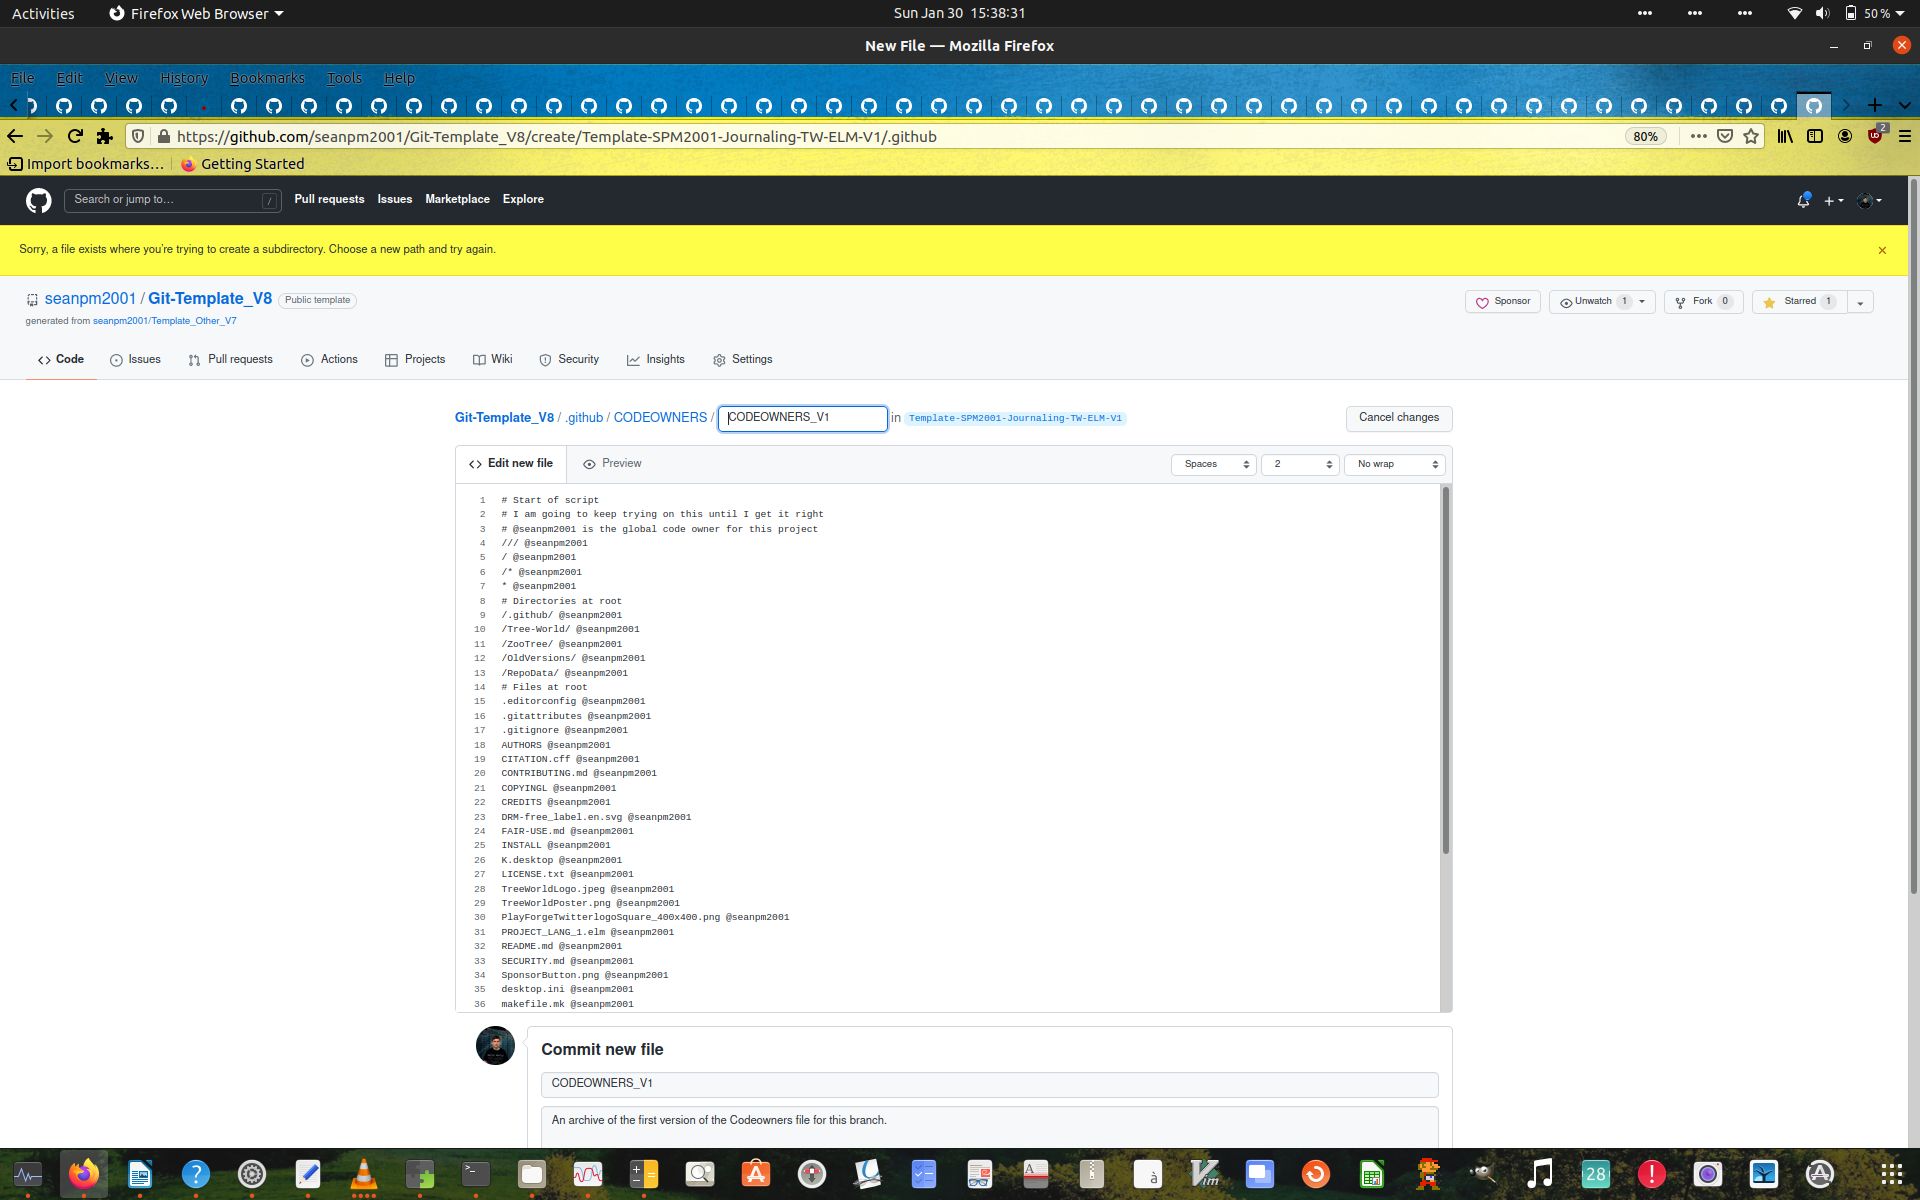 Activities
Firefox Web Browser
Sun Jan 30 15:38:31
50 %
New File — Mozilla Firefox
File Edit View History Bookmarks Tools Help
https://github.com/seanpm2001/Git-Template_V8/create/Template-SPM2001-Journaling-TW-ELM-V1/.github
80%
2
Import bookmarks…
Getting Started
Search or jump to…
/
Pull requests Issues Marketplace Explore
Sorry, a file exists where you're trying to create a subdirectory. Choose a new path and try again.
seanpm2001 / Git-Template_V8 Public template
Sponsor Unwatch 1 Fork 0 Starred 1
generated from seanpm2001/Template_Other_V7
Code Issues Pull requests Actions Projects Wiki Security Insights Settings
Git-Template_V8 / .github / CODEOWNERS / CODEOWNERS_V1 in Template-SPM2001-Journaling-TW-ELM-V1
Cancel changes
Edit new file Preview
Spaces 2 No wrap
1 # Start of script
2 # I am going to keep trying on this until I get it right
3 # @seanpm2001 is the global code owner for this project
4 /// @seanpm2001
5 / @seanpm2001
6 /* @seanpm2001
7 * @seanpm2001
8 # Directories at root
9 /.github/ @seanpm2001
10 /Tree-World/ @seanpm2001
11 /ZooTree/ @seanpm2001
12 /OldVersions/ @seanpm2001
13 /RepoData/ @seanpm2001
14 # Files at root
15 .editorconfig @seanpm2001
16 .gitattributes @seanpm2001
17 .gitignore @seanpm2001
18 AUTHORS @seanpm2001
19 CITATION.cff @seanpm2001
20 CONTRIBUTING.md @seanpm2001
21 COPYINGL @seanpm2001
22 CREDITS @seanpm2001
23 DRM-free_label.en.svg @seanpm2001
24 FAIR-USE.md @seanpm2001
25 INSTALL @seanpm2001
26 K.desktop @seanpm2001
27 LICENSE.txt @seanpm2001
28 TreeWorldLogo.jpeg @seanpm2001
29 TreeWorldPoster.png @seanpm2001
30 PlayForgeTwitterlogoSquare_400x400.png @seanpm2001
31 PROJECT_LANG_1.elm @seanpm2001
32 README.md @seanpm2001
33 SECURITY.md @seanpm2001
34 SponsorButton.png @seanpm2001
35 desktop.ini @seanpm2001
36 makefile.mk @seanpm2001
Commit new file
CODEOWNERS_V1
An archive of the first version of the Codeowners file for this branch.
28